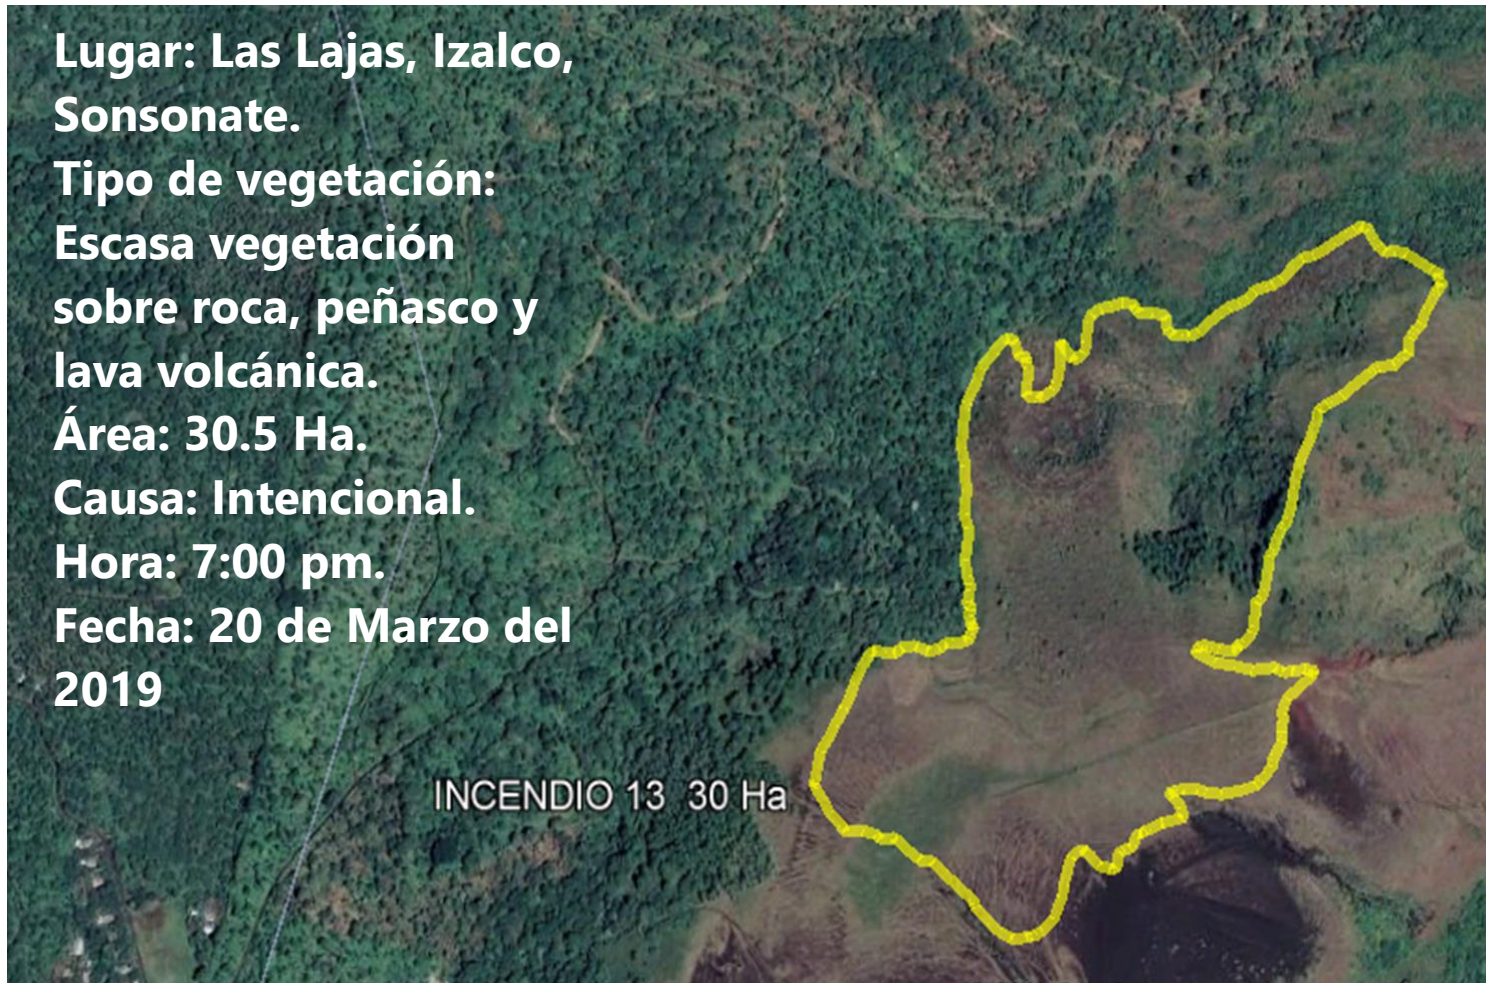 Lugar: Las Lajas, Izalco,
Sonsonate.
Tipo de vegetación:
Escasa vegetación
sobre roca, peñasco y
lava volcánica.
Área: 30.5 Ha.
Causa: Intencional.
Hora: 7:00 pm.
Fecha: 20 de Marzo del
2019
INCENDIO 13 30 Ha